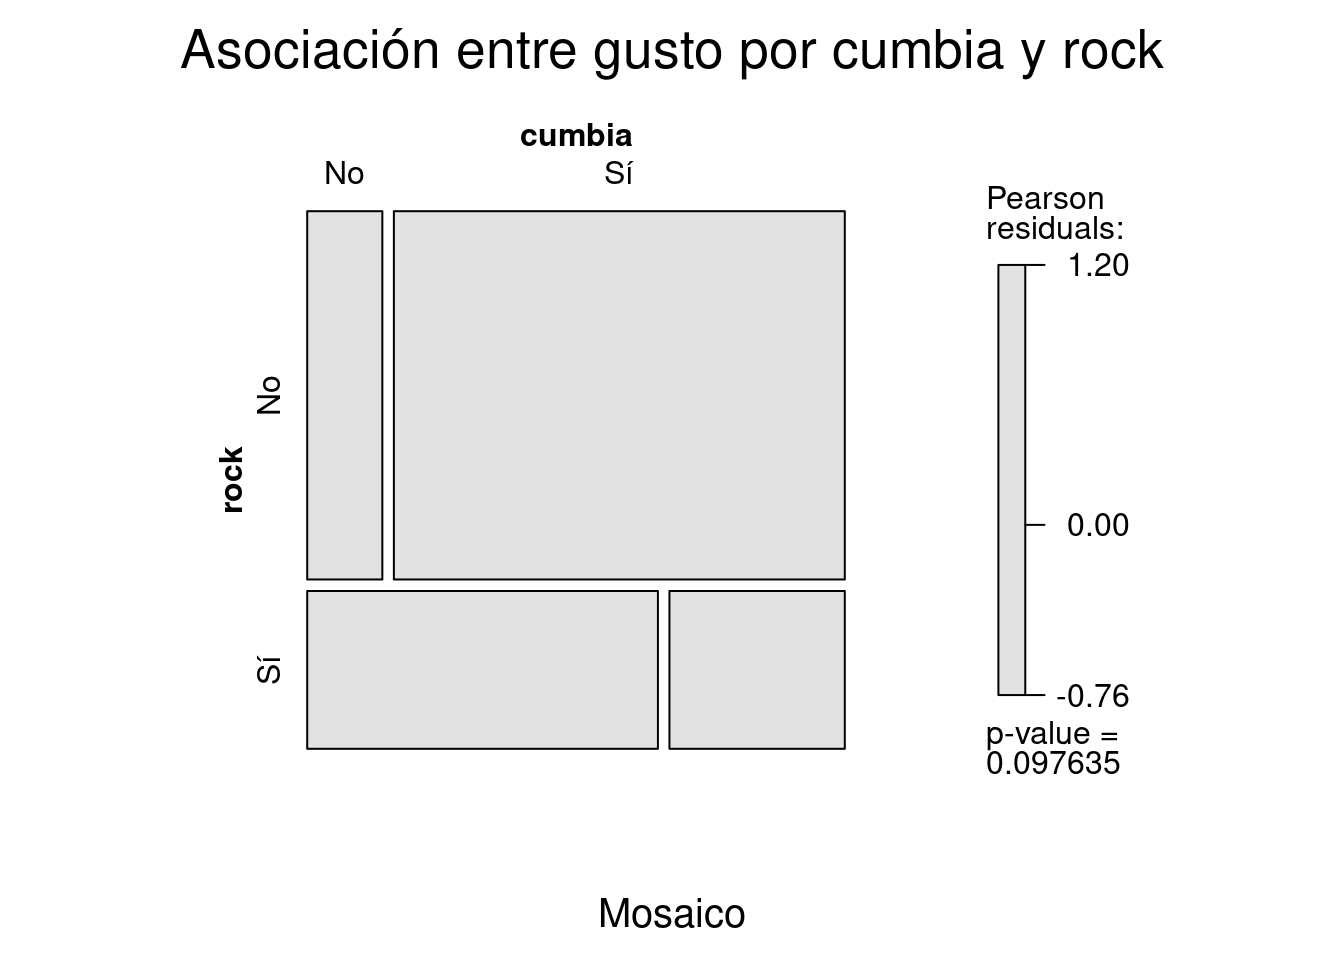 Asociación entre gusto por cumbia y rock
cumbia
No Sí
rock
No
Sí
Pearson
residuals:
1.20
0.00
-0.76
p-value =
0.097635
Mosaico